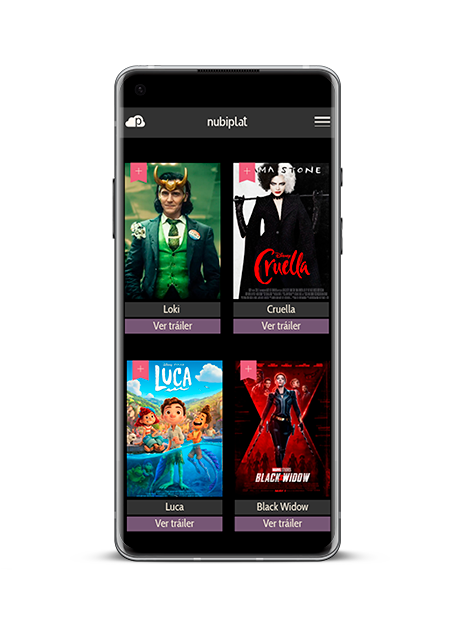 nubiplat
MA STONE
Disney
Cruella
Loki
Cruella
Ver tráiler
Ver tráiler
DISNEY PIXAR
LUCA
MARVEL STUDIOS
BLACK WIDOW
Luca
Black Widow
Ver tráiler
Ver tráiler